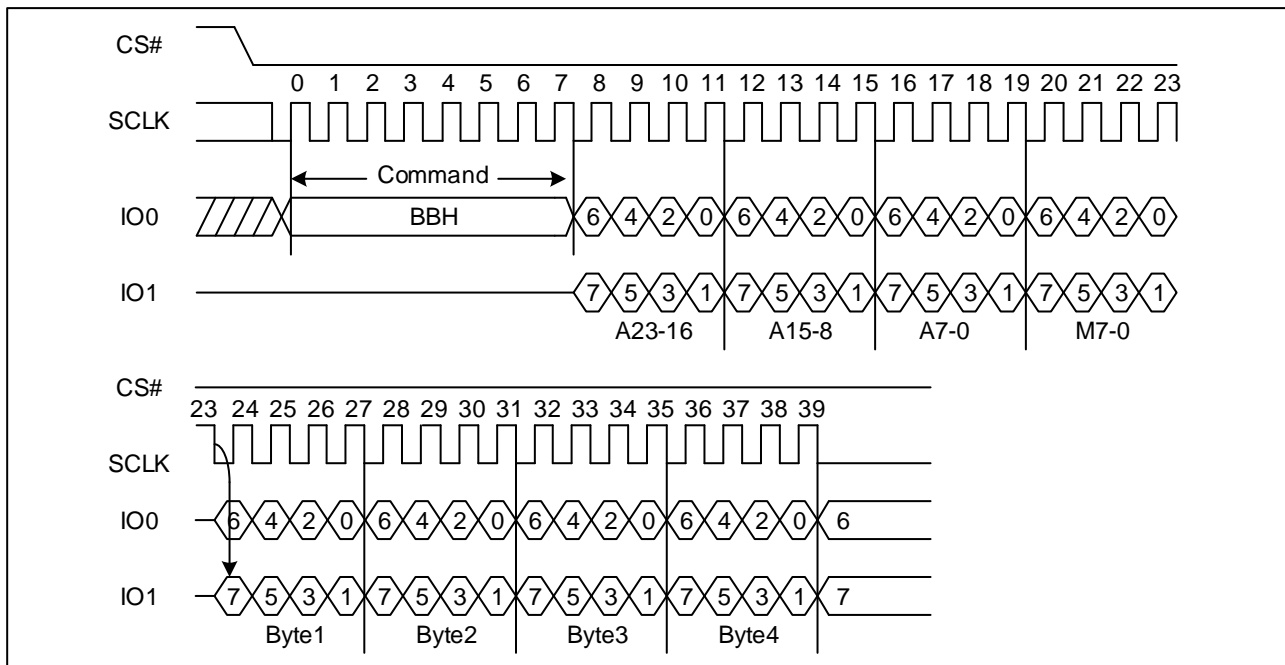 CS#
0 1 2 3 4 5 6 7 8 9 10 11 12 13 14 15 16 17 18 19 20 21 22 23
SCLK
Command
IO0 BBH 6 4 2 0 6 4 2 0 6 4 2 0 6 4 2 0
IO1 7 5 3 1 7 5 3 1 7 5 3 1 7 5 3 1
A23-16 A15-8 A7-0 M7-0
CS#
23 24 25 26 27 28 29 30 31 32 33 34 35 36 37 38 39
SCLK
IO0 6 4 2 0 6 4 2 0 6 4 2 0 6 4 2 0 6
IO1 7 5 3 1 7 5 3 1 7 5 3 1 7 5 3 1 7
Byte1 Byte2 Byte3 Byte4